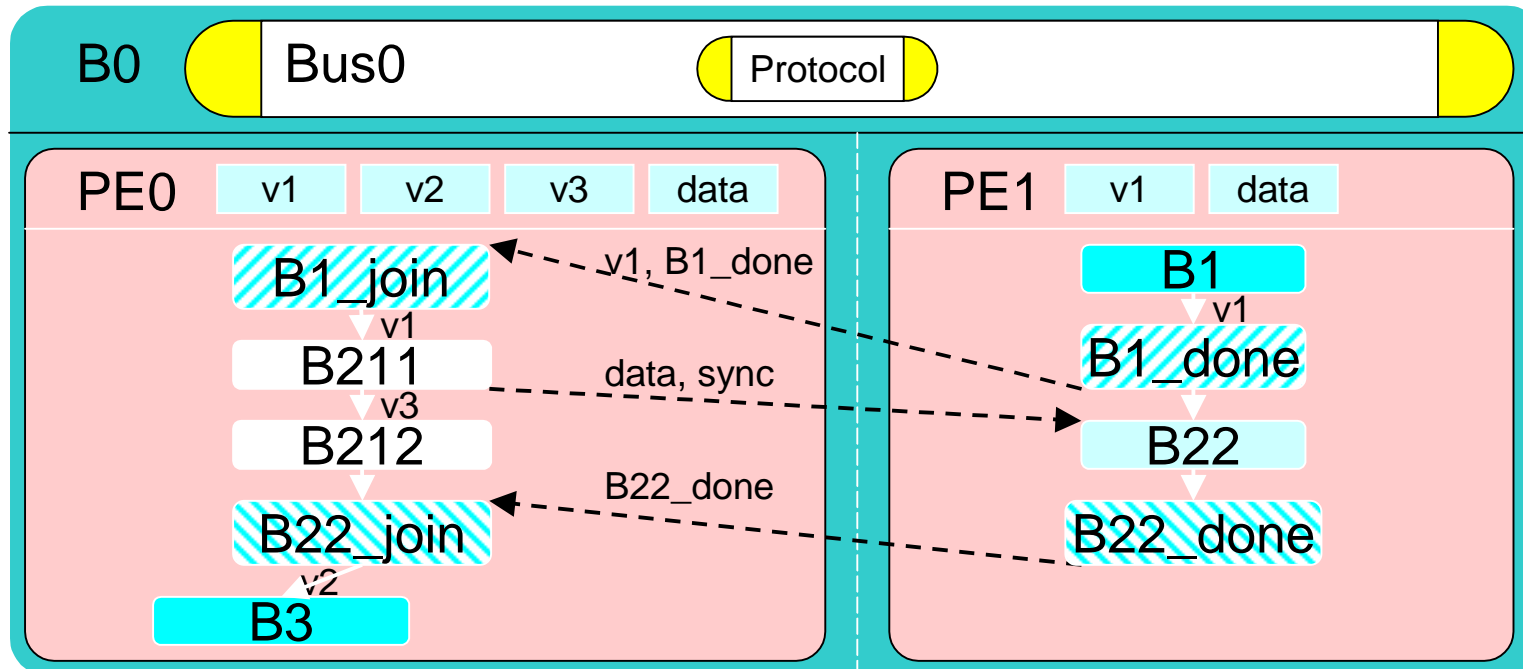 B0
Bus0
Protocol
PE0
v1
v2
v3
data
B1_join
v1
B211
v3
B212
B22_join
v2
B3
v1, B1_done
data, sync
B22_done
PE1
v1
data
B1
v1
B1_done
B22
B22_done